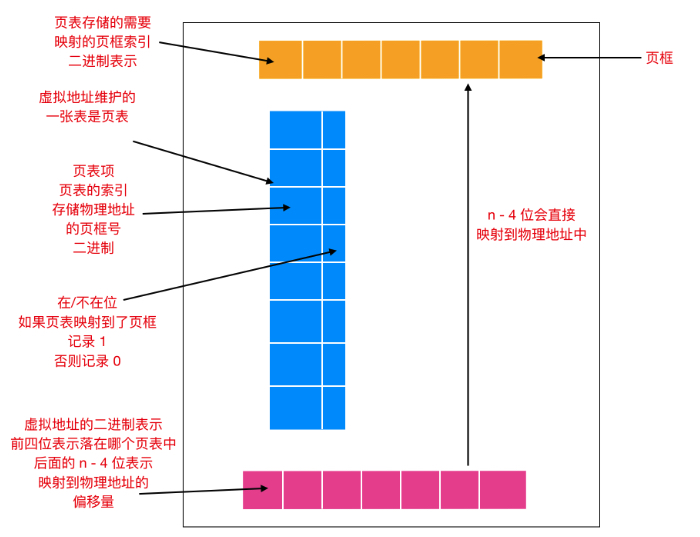 页表存储的需要
映射的页框索引
二进制表示
页框
虚拟地址维护的
一张表是页表
页表项
页表的索引
存储物理地址
的页框号
二进制
n - 4 位会直接
映射到物理地址中
在/不在位
如果页表映射到了页框
记录 1
否则记录 0
虚拟地址的二进制表示
前四位表示落在哪个页表中
后面的 n - 4 位表示
映射到物理地址的
偏移量